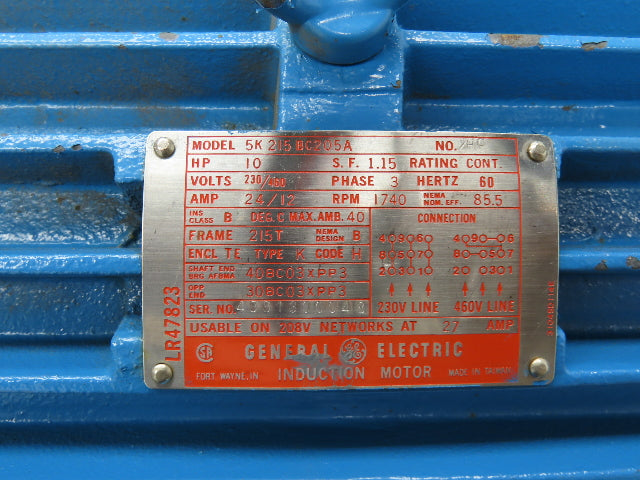 MODEL 5K 215 BC205A NO.
HP 10 S.F. 1.15 RATING CONT.
VOLTS 230/460 PHASE 3 HERTZ 60
AMP 24/12 RPM 1740 NEMA NOM. EFF. 85.5
INS CLASS B DEG. C MAX. AMB. 40 CONNECTION
FRAME 215T NEMA DESIGN B
ENCL TE TYPE K CODE H
SHAFT END BRG AFBMA 40BC03XPP3
OPP END 30BC03XPP3
230V LINE 460V LINE
SER. NO.
USABLE ON 208V NETWORKS AT 27 AMP
GENERAL GE ELECTRIC
FORT WAYNE, IN INDUCTION MOTOR MADE IN TAIWAN
LR47823